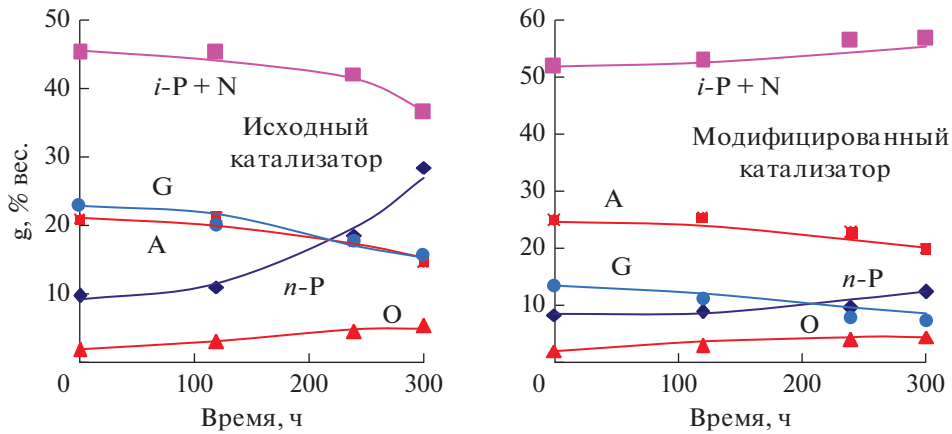 g, % вес.
50
40
30
20
10
0
100
200
300
Время, ч
i-P + N
Исходный
катализатор
G
A
n-P
O
60
50
40
30
20
10
0
100
200
300
Время, ч
i-P + N
Модифицированный
катализатор
A
G
n-P
O